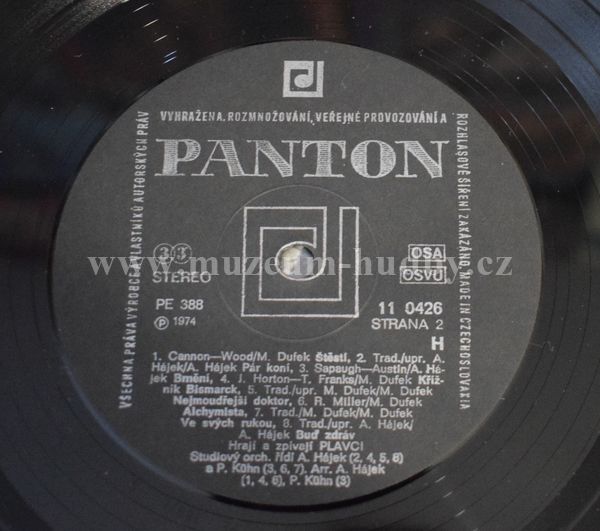 VYHRAŽENA. ROZMNOŽOVÁNÍ, VEŘEJNÉ PROVOZOVÁNÍ A
VŠECHNA PRÁVA VÝROBCE I VLASTNÍKŮ AUTORSKÝCH PRÁV
ROZHLASOVÉ ŠÍŘENÍ ZAKÁZÁNO. MADE IN CZECHOSLOVAKIA
PANTON
www.muzeum-hudby.cz
33
STEREO
PE 388
Ⓟ 1974
OSA
OSVU
11 0426
STRANA 2
H
1. Cannon—Wood/M. Dufek Štěstí, 2. Trad./upr. A.
Hájek/A. Hájek Pár koní, 3. Sapaugh—Austin/A. Há-
jek Bmění, 4. J. Horton—T. Franks/M. Dufek Křiž-
ník Bismarck, 5. Trad./upr. M. Dufek/M. Dufek
Nejmoudřejší doktor, 6. R. Miller/M. Dufek
Alchymista, 7. Trad./M. Dufek/M. Dufek
Ve svých rukou, 8. Trad./upr. A. Hájek/
A. Hájek Buď zdráv
Hrají a zpívají PLAVCI
Studiový orch. řídí A. Hájek (2, 4, 5, 8)
a P. Kühn (3, 6, 7). Arr. A. Hájek
(1, 4, 6), P. Kühn (3)